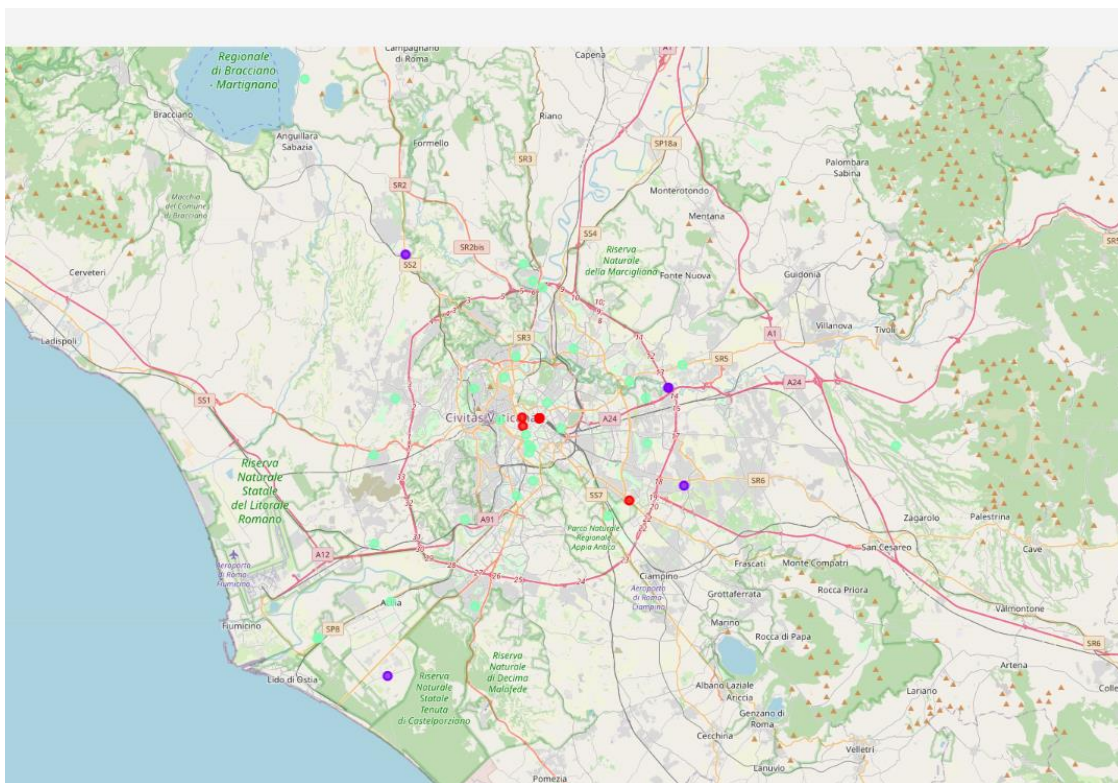 Regionale
di Bracciano
- Martignano
Campagnano
di Roma
Capena
A1
Bracciano
Riano
Anguillara
Sabazia
Formello
SP18a
SR3
Palombara
Sabina
SR2
Monterotondo
Macchia
del Comune
di Bracciano
Mentana
SS4
SR2bis
Riserva
Naturale
della Marcigliana
SS2
Fonte Nuova
Guidonia
Cerveteri
Villanova
Tivoli
A1
Ladispoli
SR3
SR5
A24
SS1
Civitas Vaticana
A24
Riserva
Naturale
Statale
del Litorale
Romano
SR6
SS7
Zagarolo
Palestrina
A91
Parco Naturale
Regionale
Appia Antica
San Cesareo
Cave
A12
Aeroporto
di Roma-
Fiumicino
Frascati
Monte Compatri
Ciampino
Aeroporto
di Roma-
Ciampino
Grottaferrata
Rocca Priora
Valmontone
Fiumicino
SP8
Marino
Rocca di Papa
SR6
Lido di Ostia
Riserva
Naturale
Statale
Tenuta
di Castelporziano
Riserva
Naturale
di Decima
Malafede
Artena
Albano Laziale
Ariccia
Lariano
Genzano di
Roma
Cecchina
Velletri
Lanuvio
Pomezia